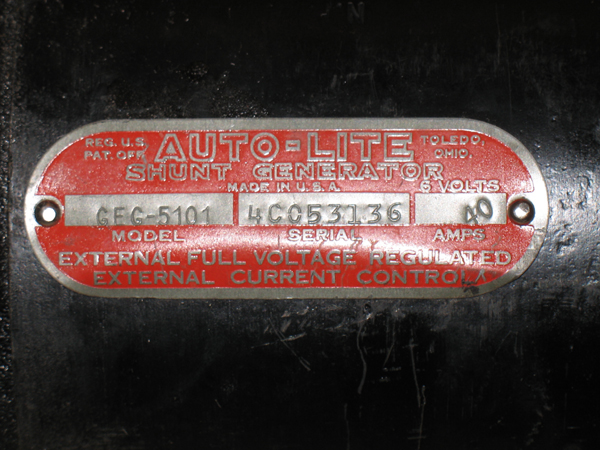 REG. U.S. AUTO-LITE TOLEDO,
PAT. OFF. OHIO.
SHUNT GENERATOR
MADE IN U.S.A. 6 VOLTS
GEG-5101 4C053136 40
MODEL SERIAL AMPS
EXTERNAL FULL VOLTAGE REGULATED
EXTERNAL CURRENT CONTROL